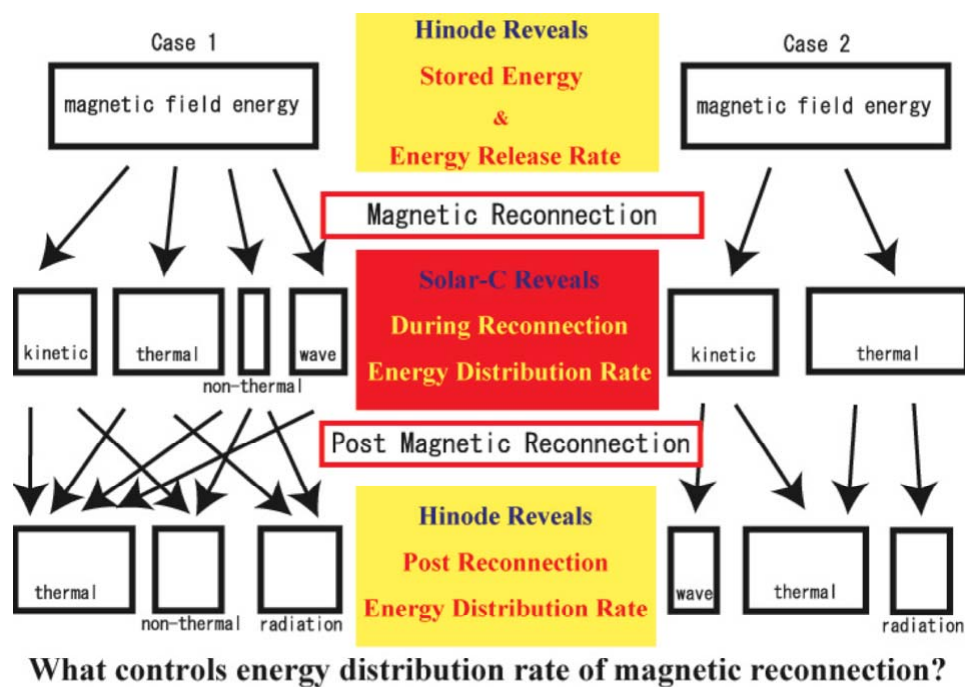 Case 1
Hinode Reveals
Case 2
magnetic field energy
Stored Energy
&
Energy Release Rate
magnetic field energy
Magnetic Reconnection
kinetic
thermal
non-thermal
wave
Solar-C Reveals
During Reconnection
Energy Distribution Rate
kinetic
thermal
Post Magnetic Reconnection
thermal
non-thermal
radiation
Hinode Reveals
Post Reconnection
Energy Distribution Rate
wave
thermal
radiation
What controls energy distribution rate of magnetic reconnection?